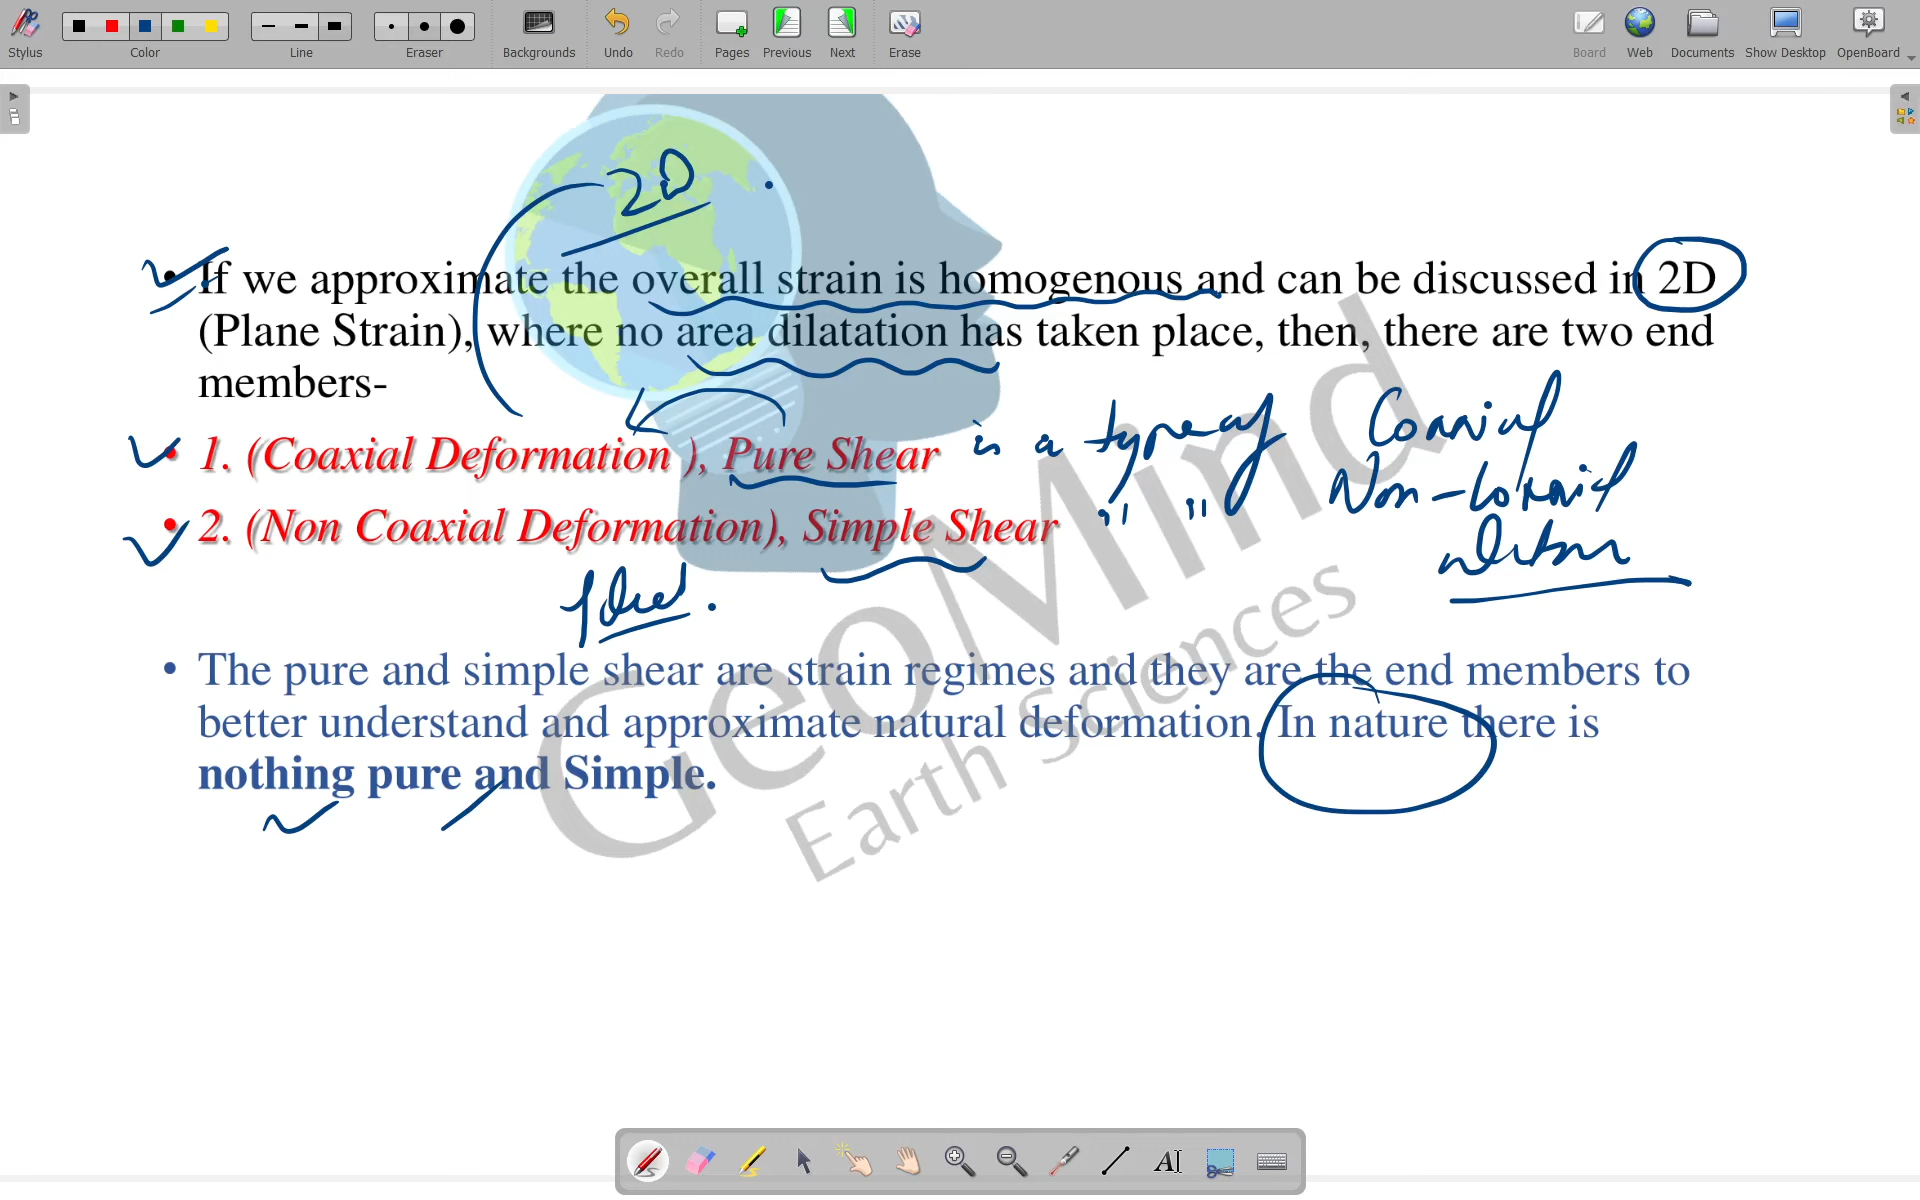 Stylus Color Line Eraser Backgrounds Undo Redo Pages Previous Next Erase Board Web Documents Show Desktop OpenBoard
2D
• If we approximate the overall strain is homogenous and can be discussed in 2D
(Plane Strain), where no area dilatation has taken place, then, there are two end
members-
• 1. (Coaxial Deformation ), Pure Shear is a type of Coaxial
• 2. (Non Coaxial Deformation), Simple Shear " " Non-Coaxial
• The pure and simple shear are strain regimes and they are the end members to
better understand and approximate natural deformation. In nature there is
nothing pure and Simple.
GeoMind
Earth Sciences